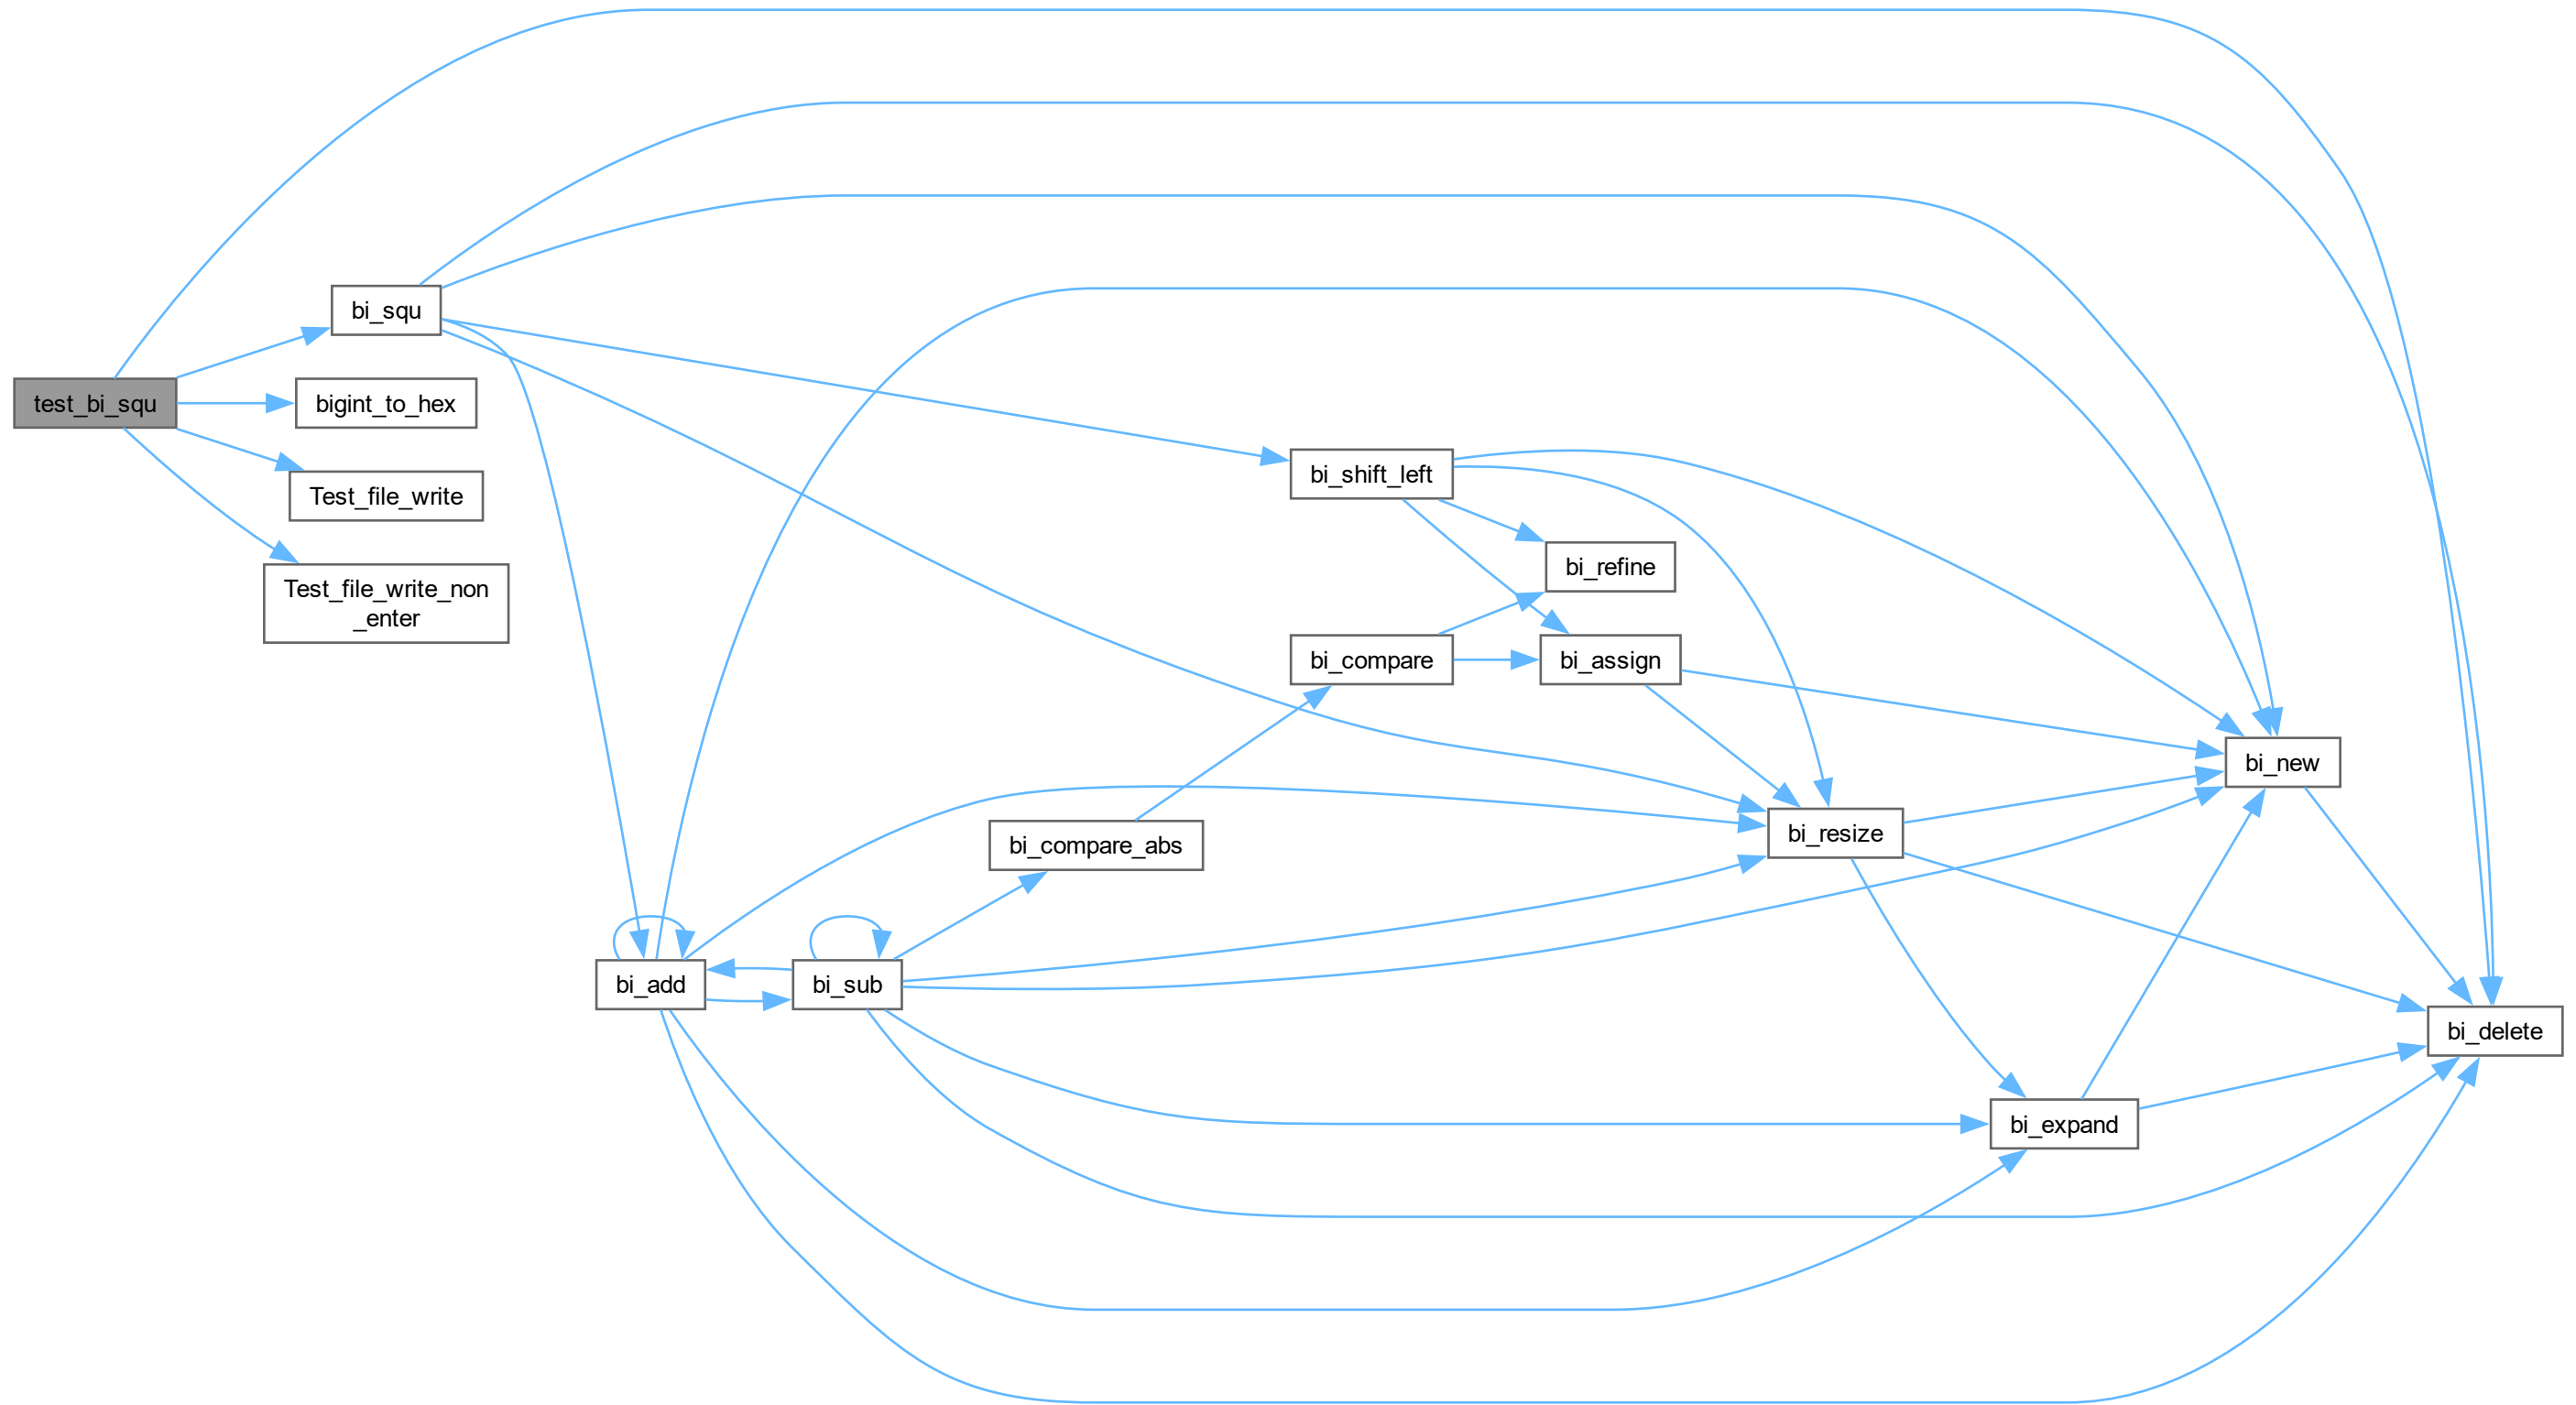 bi_squ
test_bi_squ
bigint_to_hex
Test_file_write
Test_file_write_non
_enter
bi_shift_left
bi_refine
bi_compare
bi_assign
bi_new
bi_compare_abs
bi_resize
bi_add
bi_sub
bi_delete
bi_expand